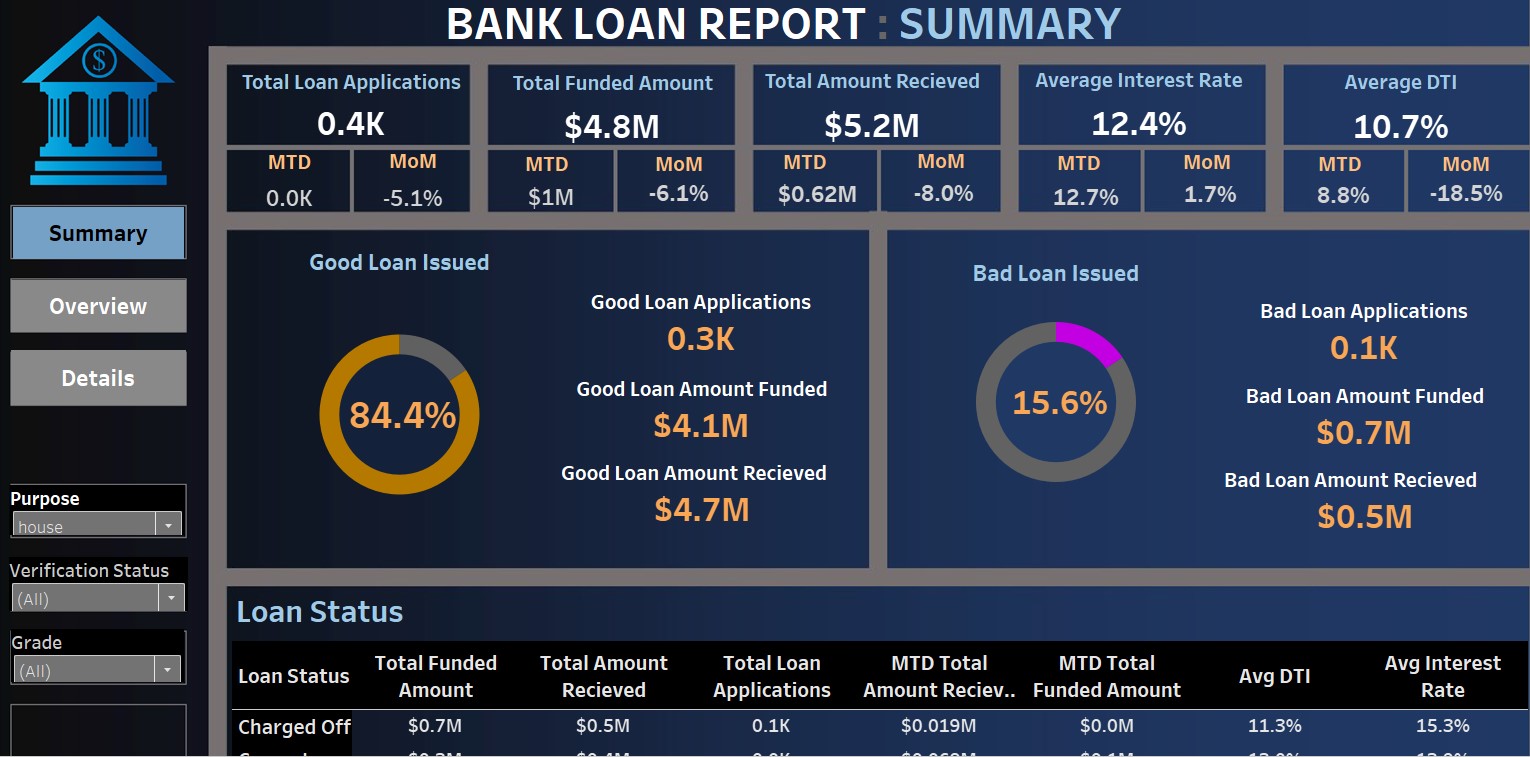 BANK LOAN REPORT : SUMMARY
$
Total Loan Applications
0.4K
MTD
0.0K
MoM
-5.1%
Total Funded Amount
$4.8M
MTD
$1M
MoM
-6.1%
Total Amount Recieved
$5.2M
MTD
$0.62M
MoM
-8.0%
Average Interest Rate
12.4%
MTD
12.7%
MoM
1.7%
Average DTI
10.7%
MTD
8.8%
MoM
-18.5%
Summary
Overview
Details
Purpose
house
Verification Status
(All)
Grade
(All)
Good Loan Issued
84.4%
Good Loan Applications
0.3K
Good Loan Amount Funded
$4.1M
Good Loan Amount Recieved
$4.7M
Bad Loan Issued
15.6%
Bad Loan Applications
0.1K
Bad Loan Amount Funded
$0.7M
Bad Loan Amount Recieved
$0.5M
Loan Status
Loan Status Total Funded Amount Total Amount Recieved Total Loan Applications MTD Total Amount Reciev.. MTD Total Funded Amount Avg DTI Avg Interest Rate
Charged Off $0.7M $0.5M 0.1K $0.019M $0.0M 11.3% 15.3%